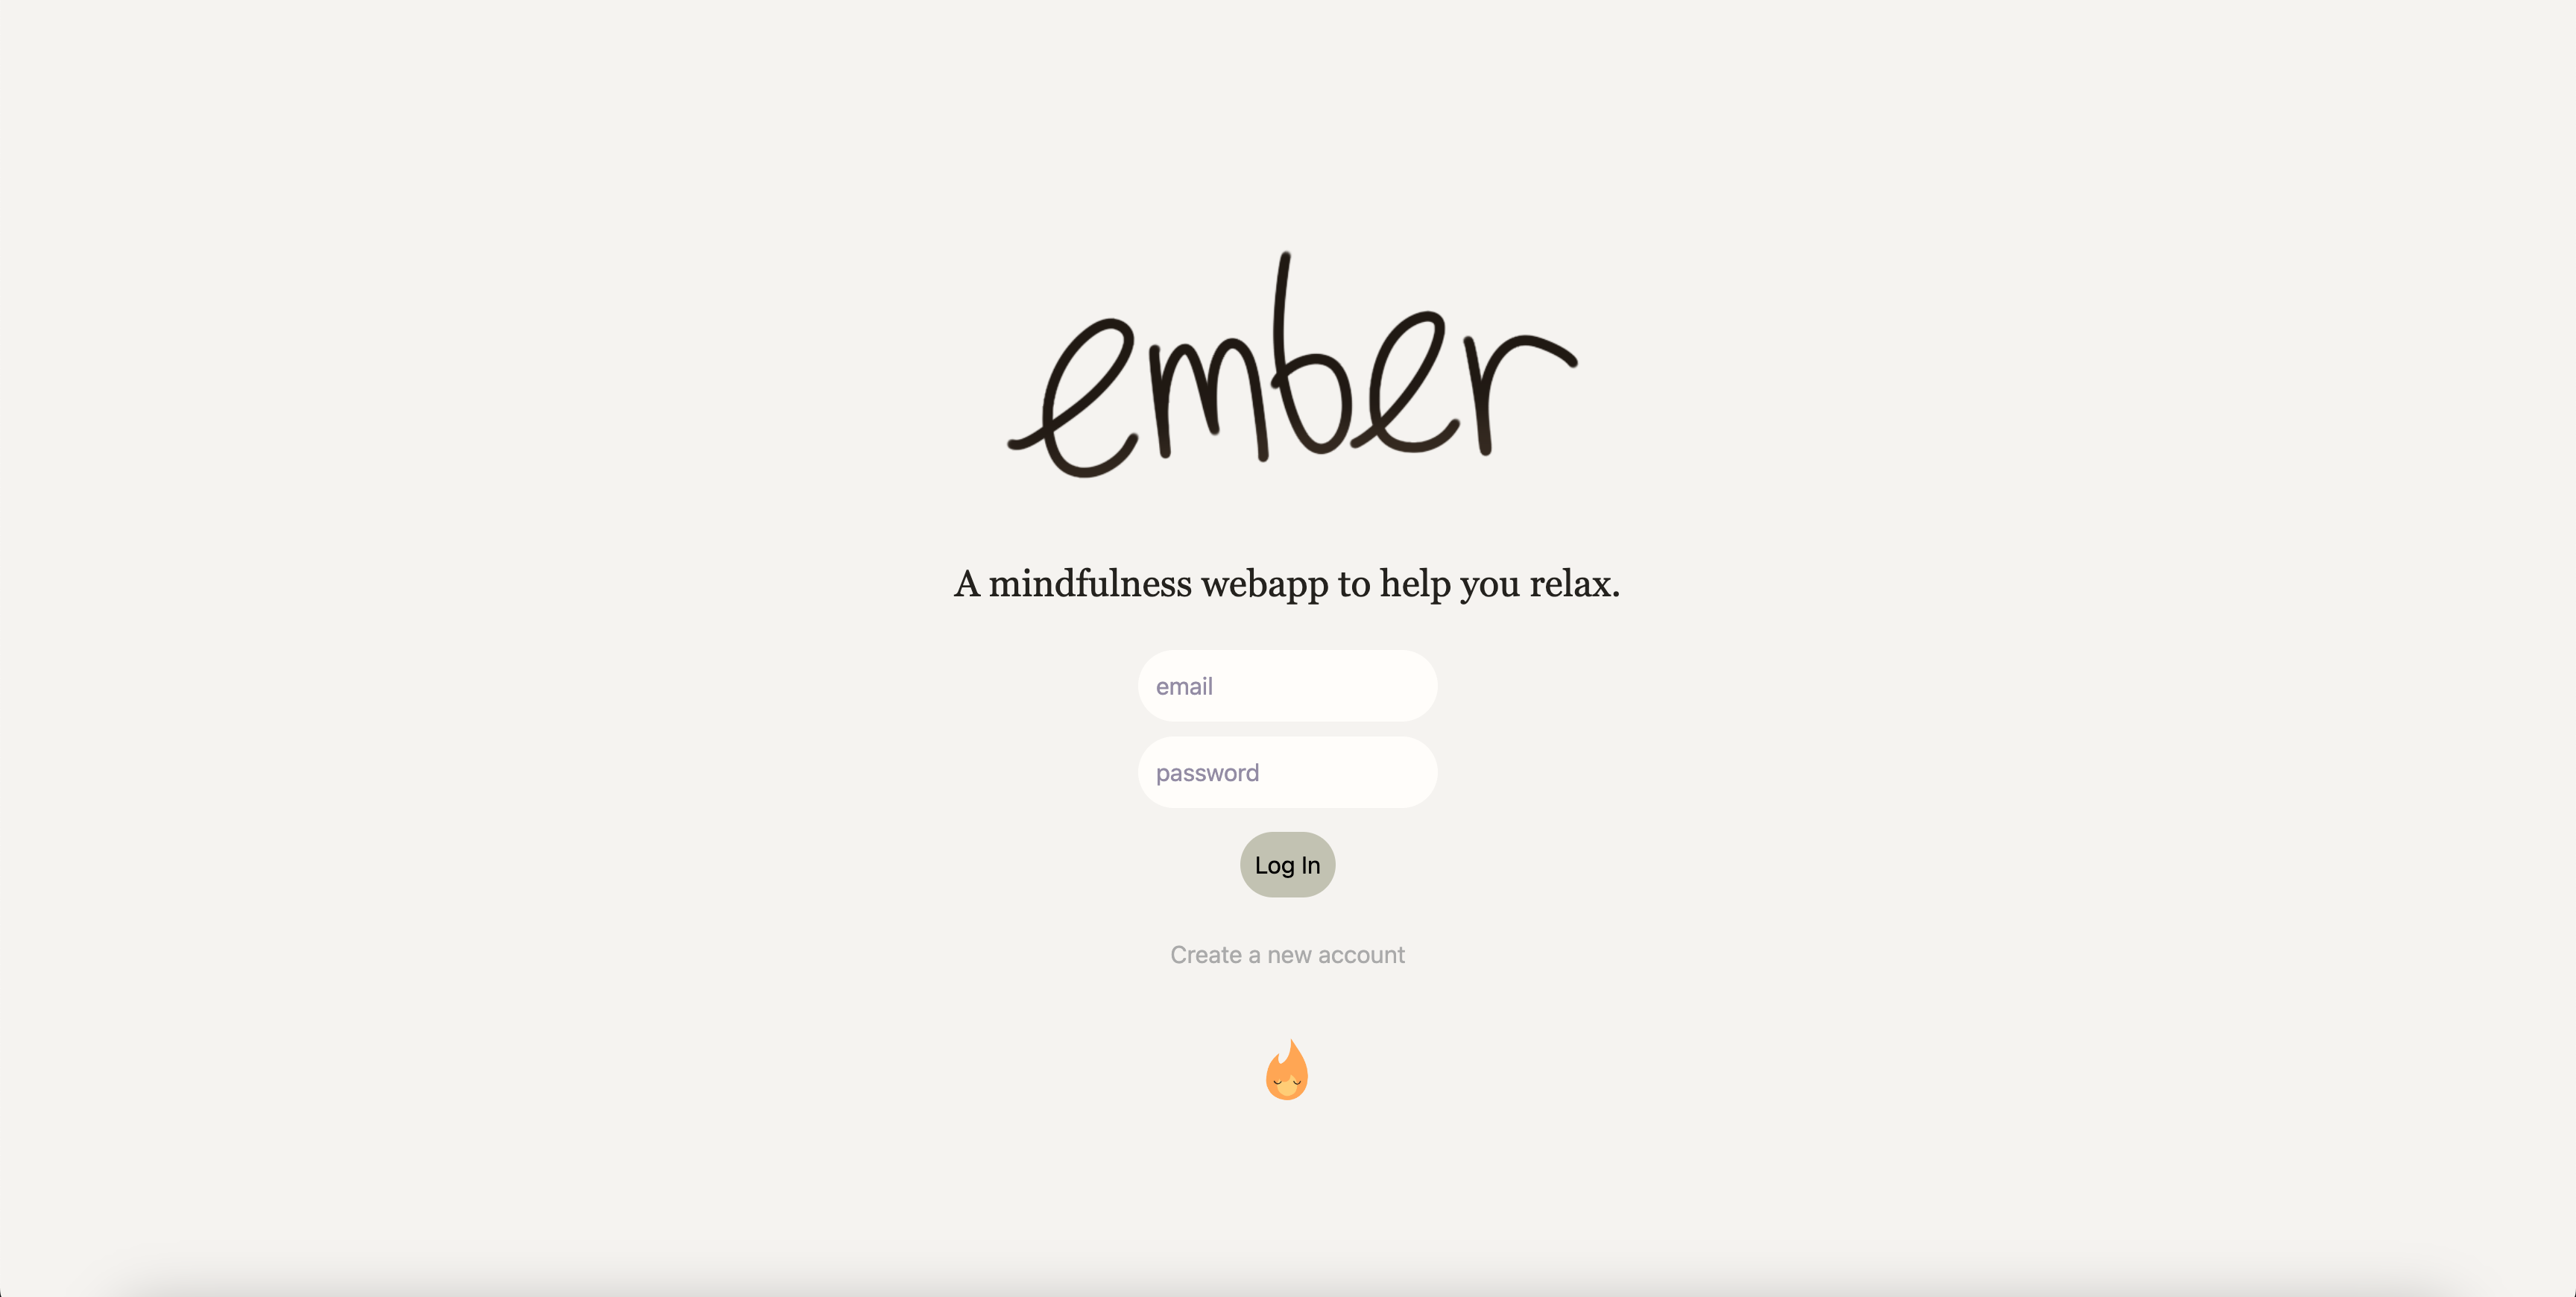 ember
A mindfulness webapp to help you relax.
email
password
Log In
Create a new account